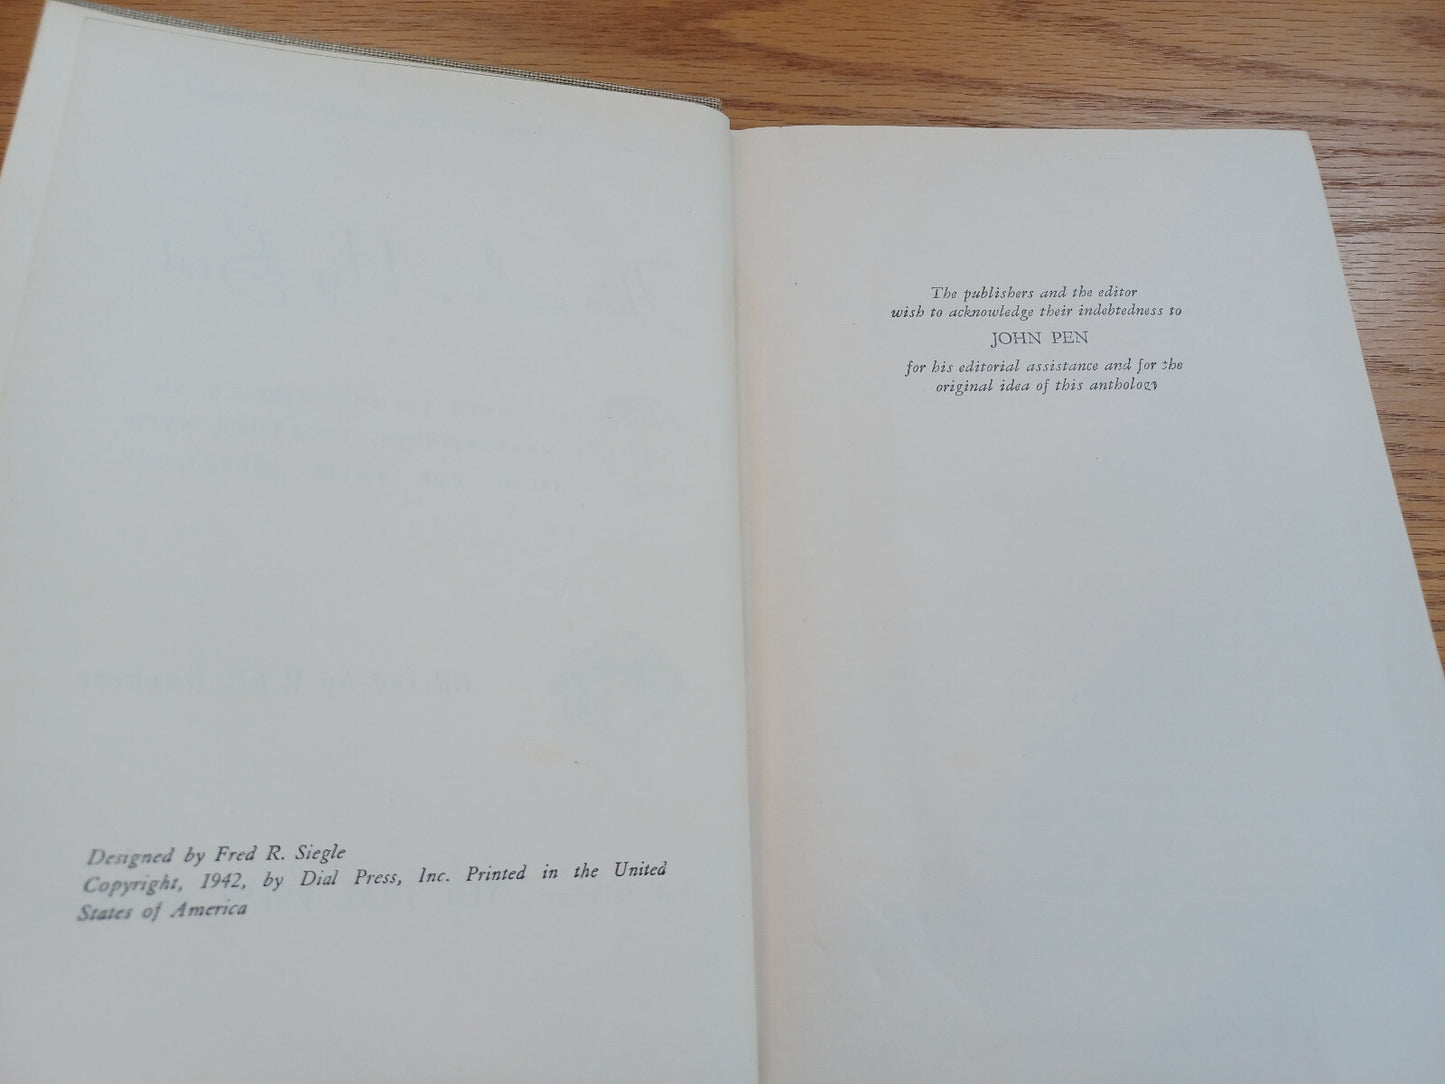 Designed by Fred R. Siegle
Copyright, 1942, by Dial Press, Inc. Printed in the United
States of America
The publishers and the editor
wish to acknowledge their indebtedness to
JOHN PEN
for his editorial assistance and for the
original idea of this anthology